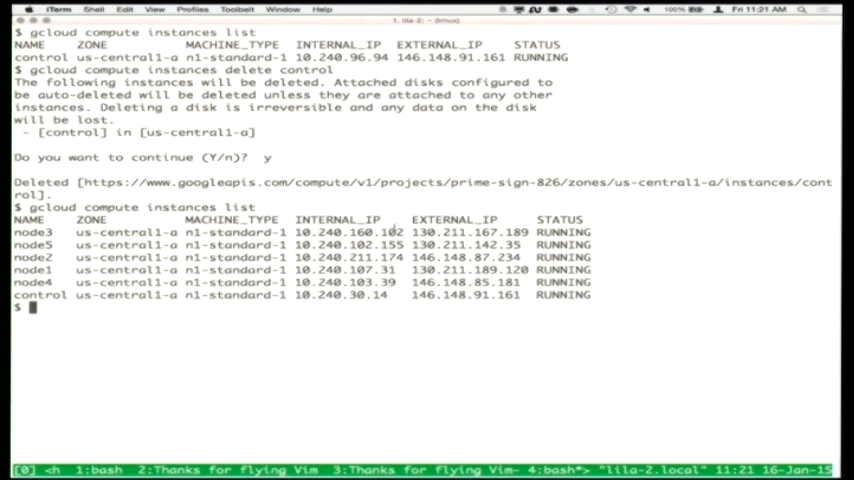 iTerm Shell Edit View Profiles Toolbelt Window Help 100% Fri 11:21 AM
1. lila-2: ~ (tmux)
$ gcloud compute instances list
NAME ZONE MACHINE_TYPE INTERNAL_IP EXTERNAL_IP STATUS
control us-central1-a n1-standard-1 10.240.96.94 146.148.91.161 RUNNING
$ gcloud compute instances delete control
The following instances will be deleted. Attached disks configured to
be auto-deleted will be deleted unless they are attached to any other
instances. Deleting a disk is irreversible and any data on the disk
will be lost.
- [control] in [us-central1-a]
Do you want to continue (Y/n)? y
Deleted [https://www.googleapis.com/compute/v1/projects/prime-sign-826/zones/us-central1-a/instances/cont
rol].
$ gcloud compute instances list
NAME ZONE MACHINE_TYPE INTERNAL_IP EXTERNAL_IP STATUS
node3 us-central1-a n1-standard-1 10.240.160.102 130.211.167.189 RUNNING
node5 us-central1-a n1-standard-1 10.240.102.155 130.211.142.35 RUNNING
node2 us-central1-a n1-standard-1 10.240.211.174 146.148.87.234 RUNNING
node1 us-central1-a n1-standard-1 10.240.107.31 130.211.189.120 RUNNING
node4 us-central1-a n1-standard-1 10.240.103.39 146.148.85.181 RUNNING
control us-central1-a n1-standard-1 10.240.30.14 146.148.91.161 RUNNING
$
[0] <h 1:bash 2:Thanks for flying Vim 3:Thanks for flying Vim- 4:bash*> "lila-2.local" 11:21 16-Jan-15